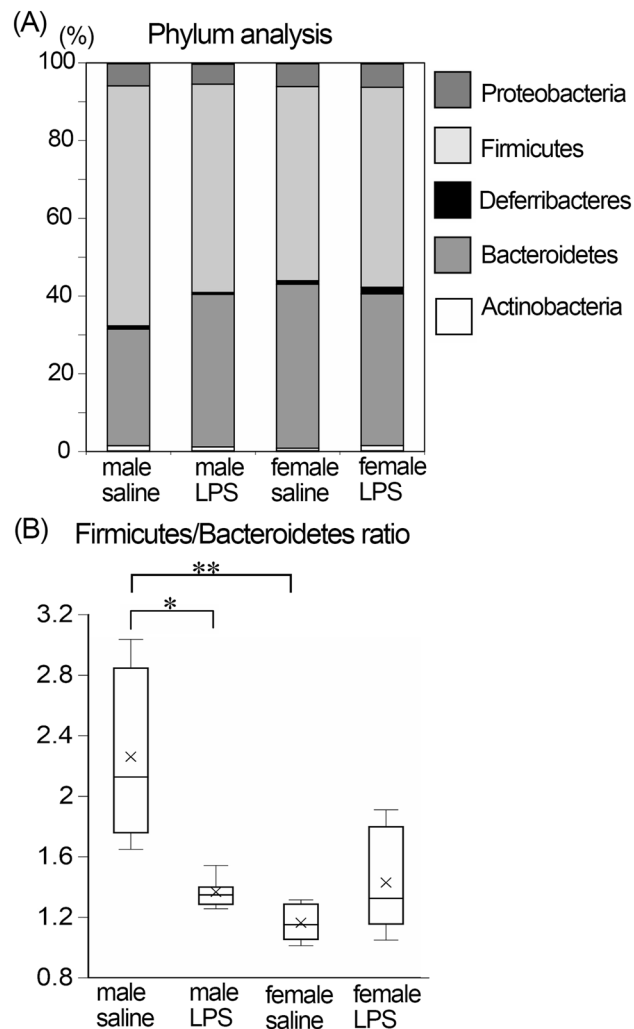 (A) (%) Phylum analysis
100
80
60
40
20
0
male saline
male LPS
female saline
female LPS
Proteobacteria
Firmicutes
Deferribacteres
Bacteroidetes
Actinobacteria
(B) Firmicutes/Bacteroidetes ratio
**
*
3.2
2.8
2.4
2
1.6
1.2
0.8
male saline
male LPS
female saline
female LPS